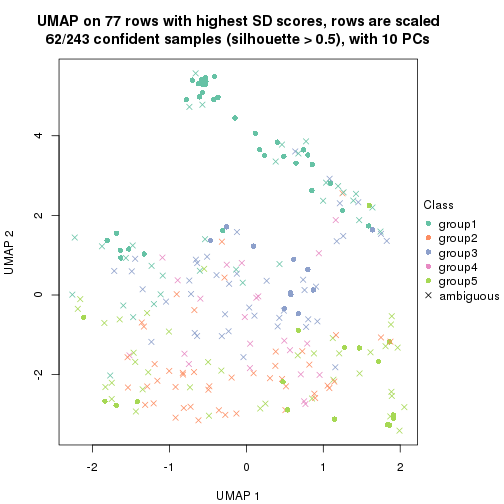 UMAP on 77 rows with highest SD scores, rows are scaled
62/243 confident samples (silhouette > 0.5), with 10 PCs
UMAP 2
4
2
0
-2
-2
-1
0
1
2
UMAP 1
Class
group1
group2
group3
group4
group5
ambiguous